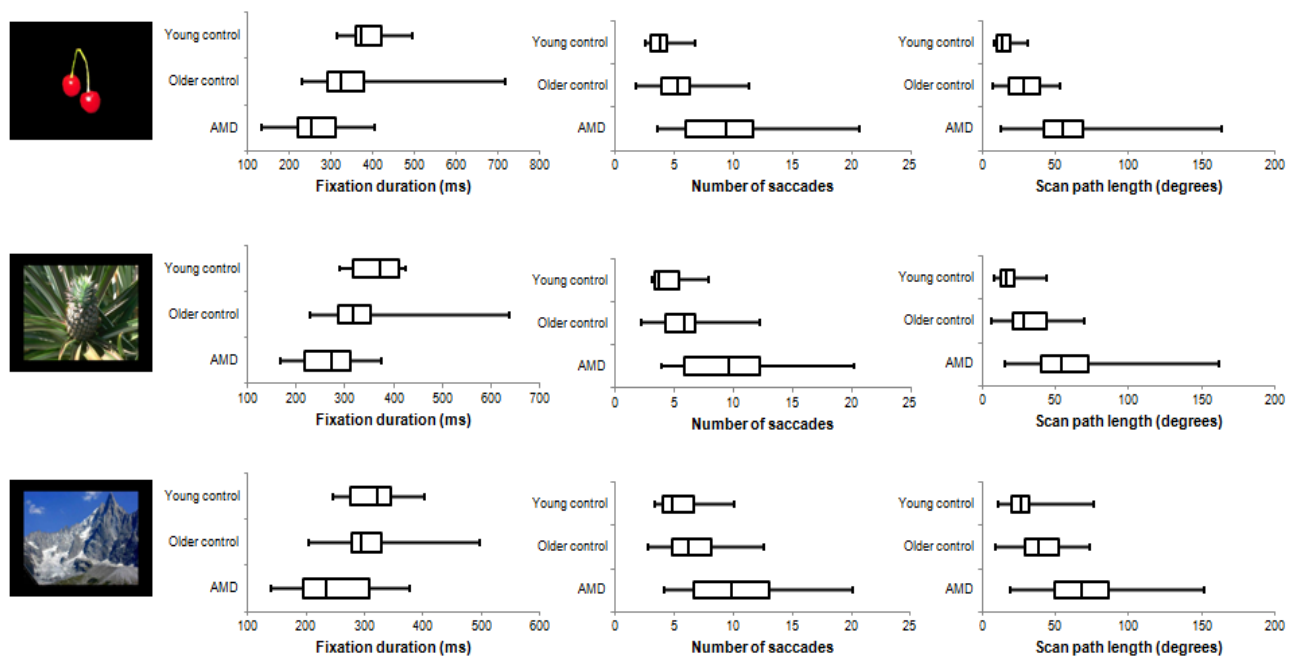 Young control
Older control
AMD
100 200 300 400 500 600 700 800
Fixation duration (ms)
Young control
Older control
AMD
0 5 10 15 20 25
Number of saccades
Young control
Older control
AMD
0 50 100 150 200
Scan path length (degrees)
Young control
Older control
AMD
100 200 300 400 500 600 700
Fixation duration (ms)
Young control
Older control
AMD
0 5 10 15 20 25
Number of saccades
Young control
Older control
AMD
0 50 100 150 200
Scan path length (degrees)
Young control
Older control
AMD
100 200 300 400 500 600
Fixation duration (ms)
Young control
Older control
AMD
0 5 10 15 20 25
Number of saccades
Young control
Older control
AMD
0 50 100 150 200
Scan path length (degrees)